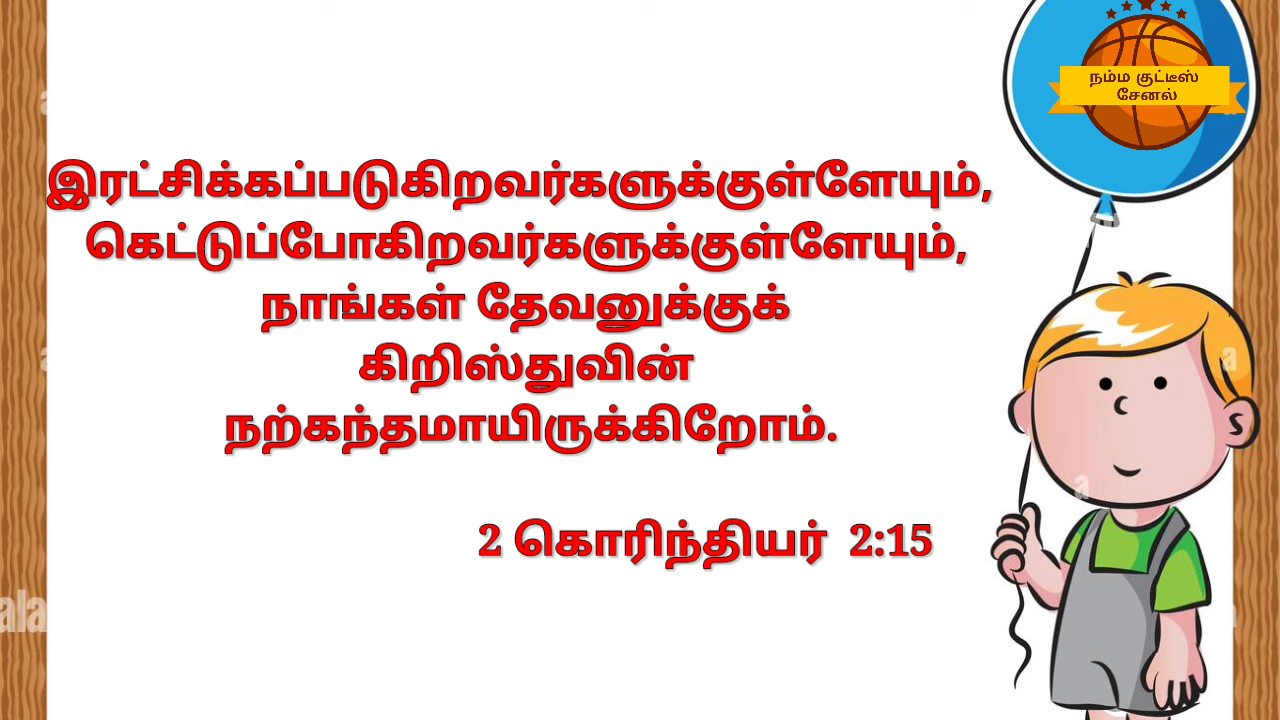 நம்ம குட்டீஸ்
சேனல்
இரட்சிக்கப்படுகிறவர்களுக்குள்ளேயும்,
கெட்டுப்போகிறவர்களுக்குள்ளேயும்,
நாங்கள் தேவனுக்குக்
கிறிஸ்துவின்
நற்கந்தமாயிருக்கிறோம்.
2 கொரிந்தியர் 2:15